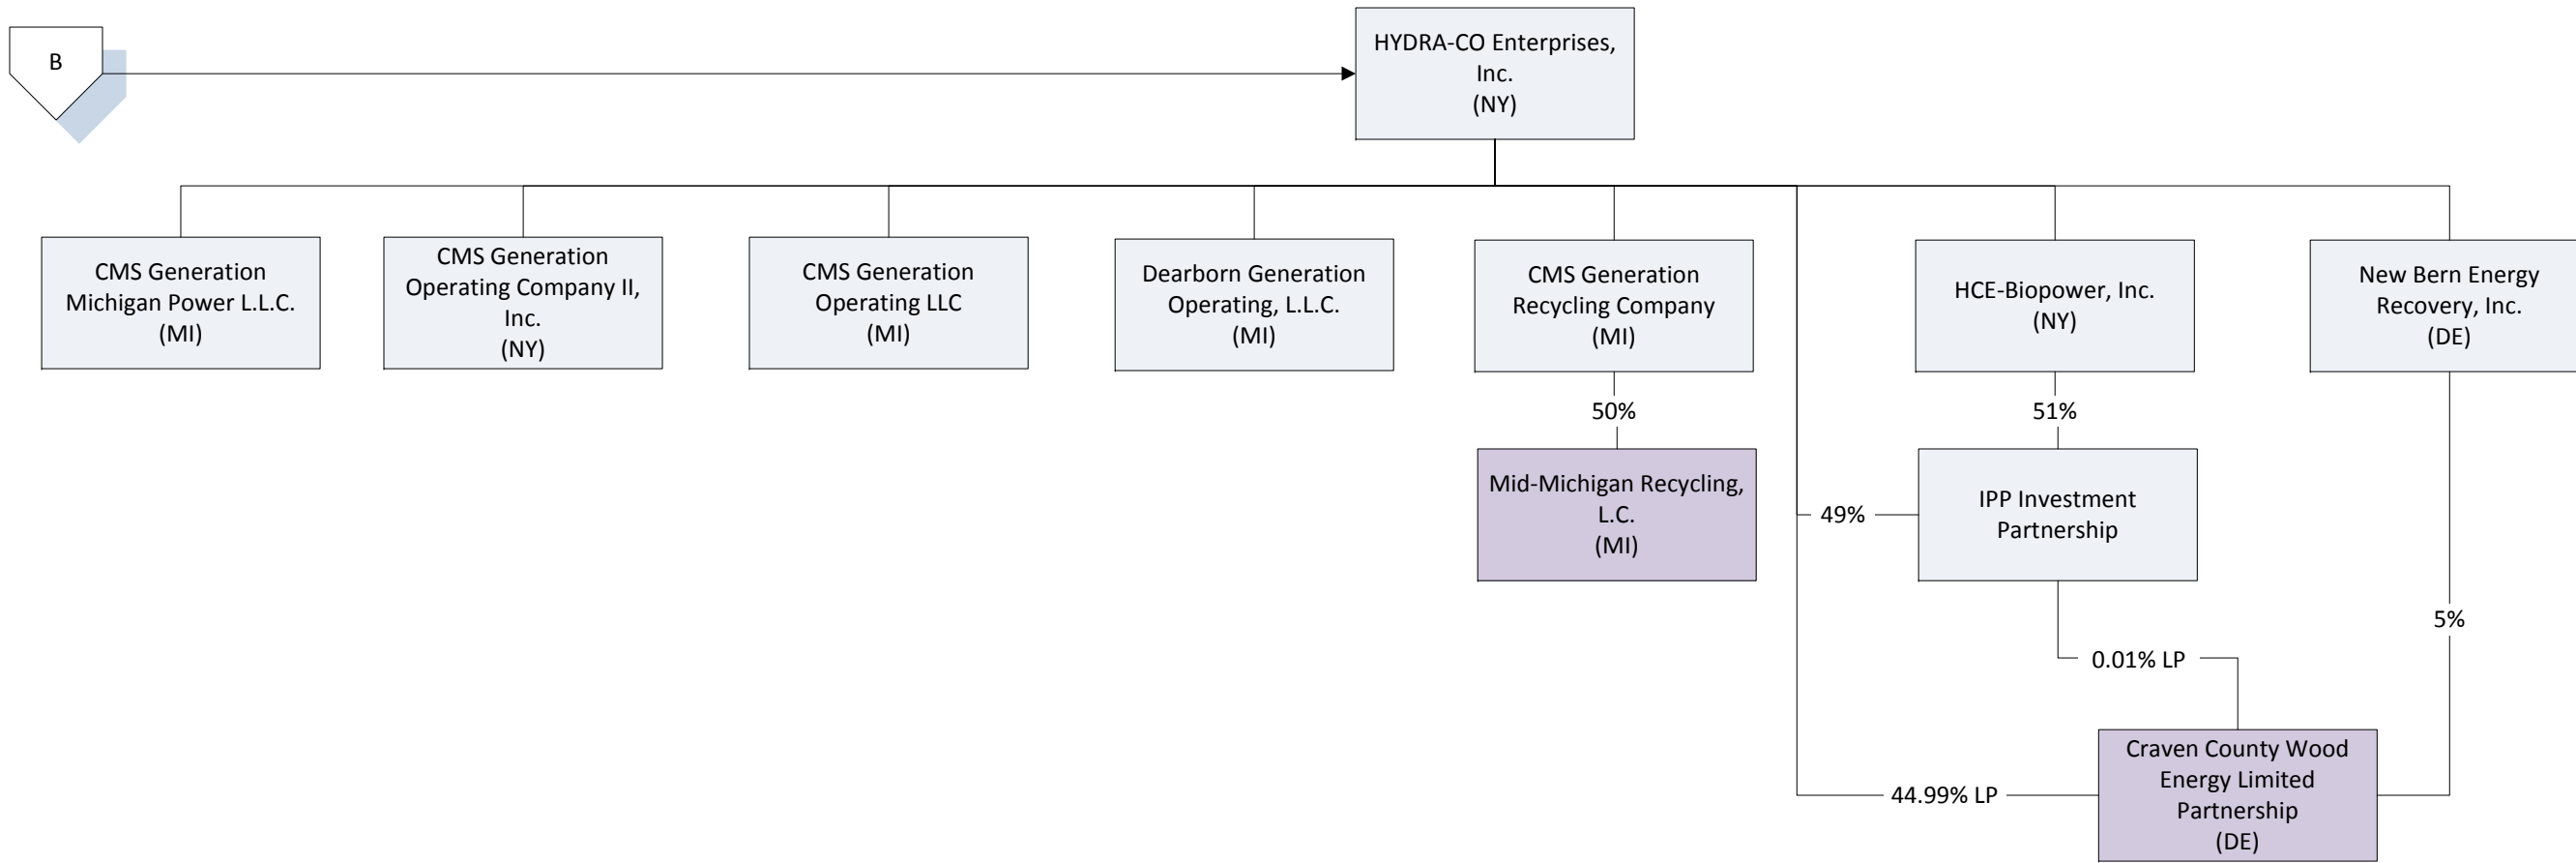 B
HYDRA-CO Enterprises,
Inc.
(NY)
CMS Generation
Michigan Power L.L.C.
(MI)
CMS Generation
Operating Company II,
Inc.
(NY)
CMS Generation
Operating LLC
(MI)
Dearborn Generation
Operating, L.L.C.
(MI)
CMS Generation
Recycling Company
(MI)
HCE-Biopower, Inc.
(NY)
New Bern Energy
Recovery, Inc.
(DE)
50%
51%
Mid-Michigan Recycling,
L.C.
(MI)
49%
IPP Investment
Partnership
5%
0.01% LP
44.99% LP
Craven County Wood
Energy Limited
Partnership
(DE)